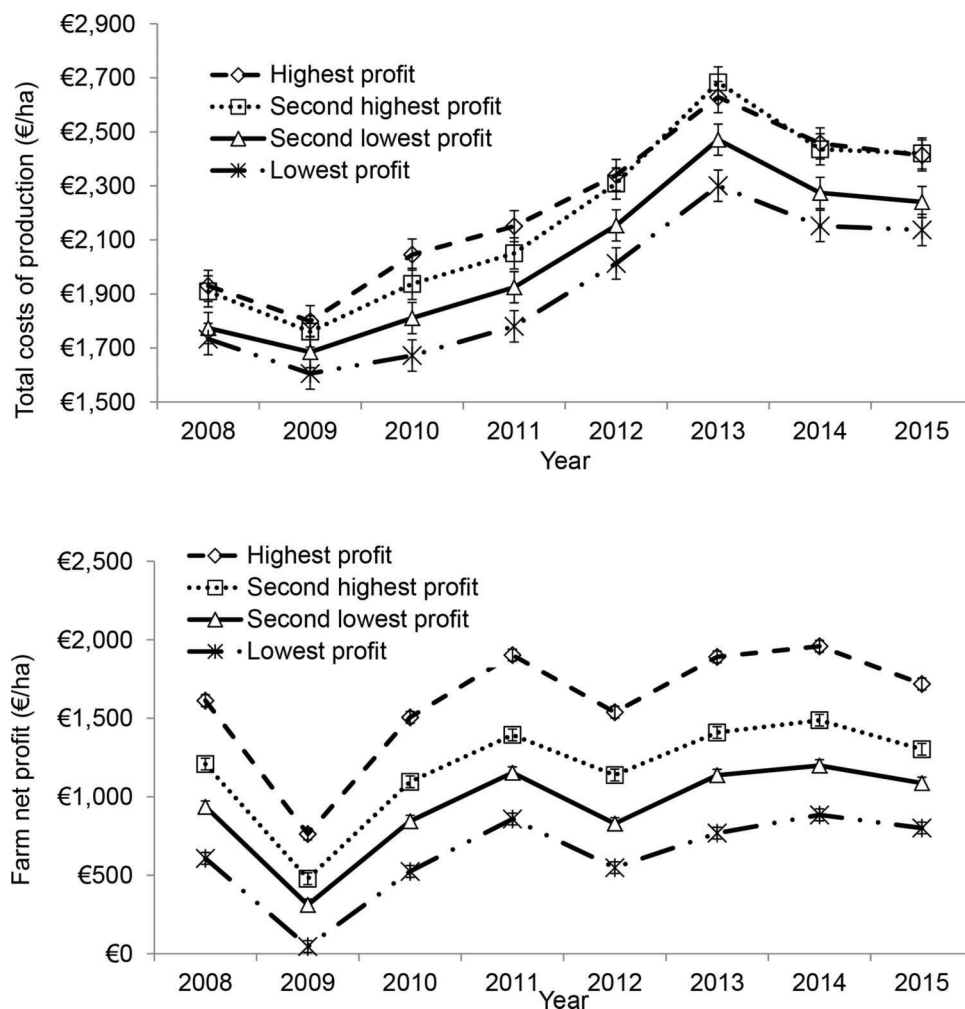 Total costs of production (€/ha)
€2,900
€2,700
€2,500
€2,300
€2,100
€1,900
€1,700
€1,500
Highest profit
Second highest profit
Second lowest profit
Lowest profit
2008 2009 2010 2011 2012 2013 2014 2015
Year
Farm net profit (€/ha)
€2,500
€2,000
€1,500
€1,000
€500
€0
Highest profit
Second highest profit
Second lowest profit
Lowest profit
2008 2009 2010 2011 2012 2013 2014 2015
Year